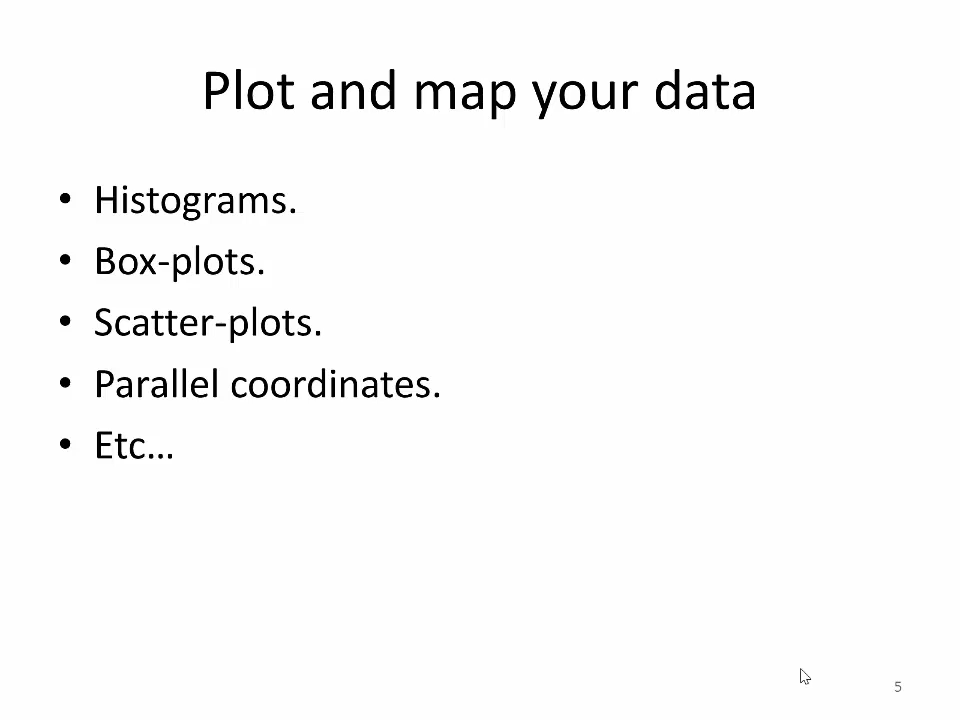 Plot and map your data
• Histograms.
• Box-plots.
• Scatter-plots.
• Parallel coordinates.
• Etc…
5